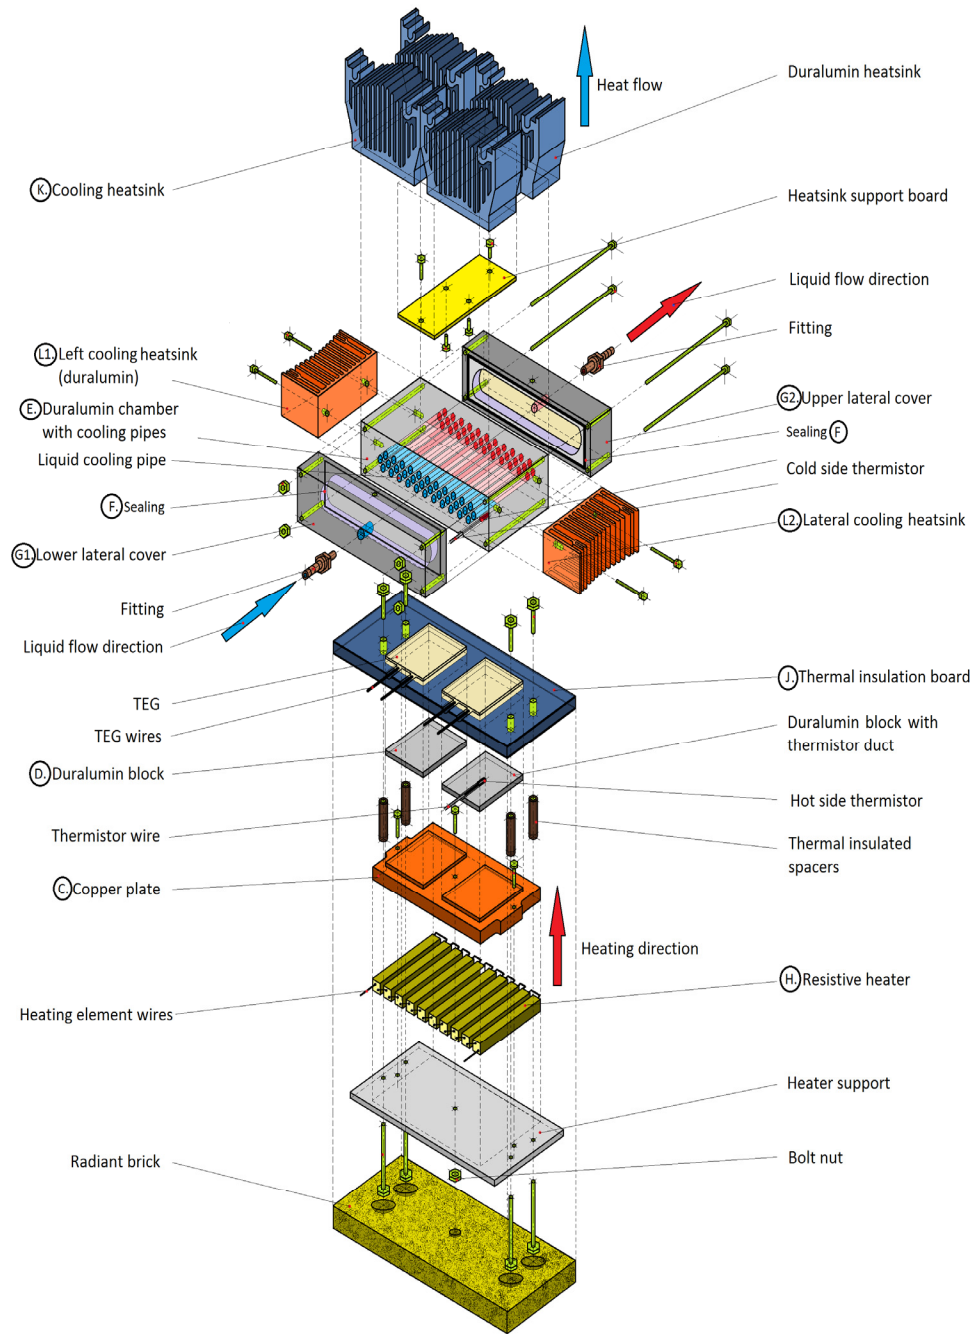 Heat flow
Duralumin heatsink
K. Cooling heatsink
Heatsink support board
Liquid flow direction
Fitting
L1. Left cooling heatsink
(duralumin)
G2. Upper lateral cover
E. Duralumin chamber
with cooling pipes
Sealing F
Liquid cooling pipe
Cold side thermistor
F. Sealing
L2. Lateral cooling heatsink
G1. Lower lateral cover
Fitting
Liquid flow direction
J. Thermal insulation board
TEG
TEG wires
Duralumin block with
thermistor duct
D. Duralumin block
Hot side thermistor
Thermistor wire
Thermal insulated
spacers
C. Copper plate
Heating direction
H. Resistive heater
Heating element wires
Heater support
Radiant brick
Bolt nut